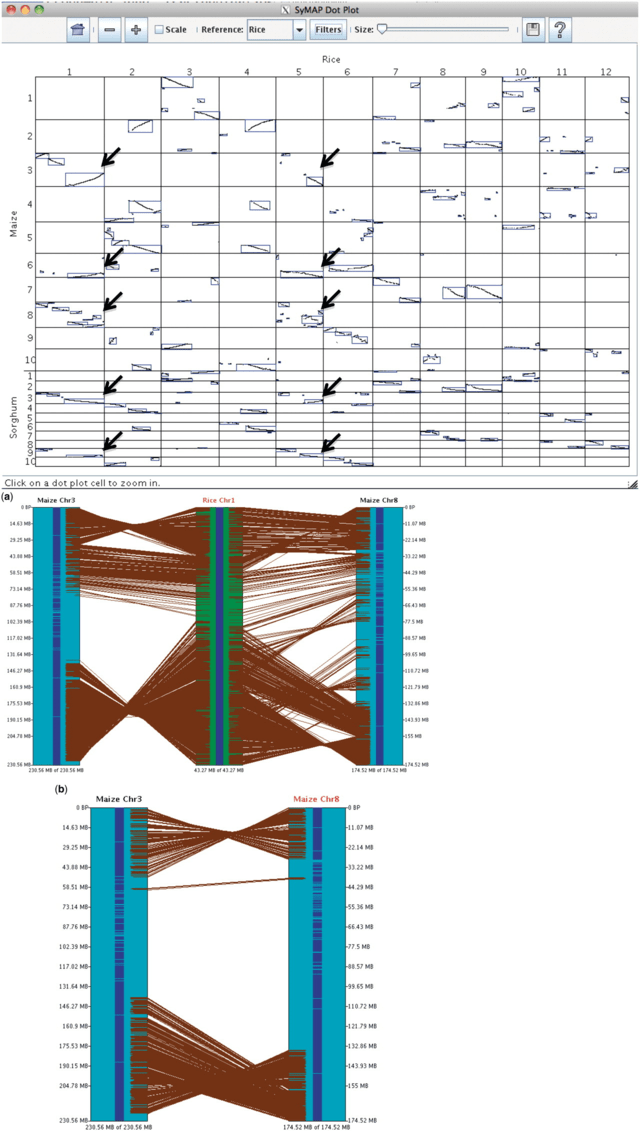 SyMAP Dot Plot
Scale Reference: Rice Filters Size: ?
Rice
1 2 3 4 5 6 7 8 9 10 11 12
Maize
1
2
3
4
5
6
7
8
9
10
Sorghum
1
2
3
4
6
7
8
9
10
Click on a dot plot cell to zoom in.
(a)
Maize Chr3 Rice Chr1 Maize Chr8
0 BP 0 BP
14.63 MB 11.07 MB
29.25 MB 22.14 MB
43.88 MB 33.22 MB
58.51 MB 44.29 MB
73.14 MB 55.36 MB
87.76 MB 66.43 MB
102.39 MB 77.5 MB
117.02 MB 88.57 MB
131.64 MB 99.65 MB
146.27 MB 110.72 MB
160.9 MB 121.79 MB
175.53 MB 132.86 MB
190.15 MB 143.93 MB
204.78 MB 155 MB
230.56 MB 174.52 MB
230.56 MB of 230.56 MB 43.27 MB of 43.27 MB 174.52 MB of 174.52 MB
(b)
Maize Chr3 Maize Chr8
0 BP 0 BP
14.63 MB 11.07 MB
29.25 MB 22.14 MB
43.88 MB 33.22 MB
58.51 MB 44.29 MB
73.14 MB 55.36 MB
87.76 MB 66.43 MB
102.39 MB 77.5 MB
117.02 MB 88.57 MB
131.64 MB 99.65 MB
146.27 MB 110.72 MB
160.9 MB 121.79 MB
175.53 MB 132.86 MB
190.15 MB 143.93 MB
204.78 MB 155 MB
230.56 MB 174.52 MB
230.56 MB of 230.56 MB 174.52 MB of 174.52 MB